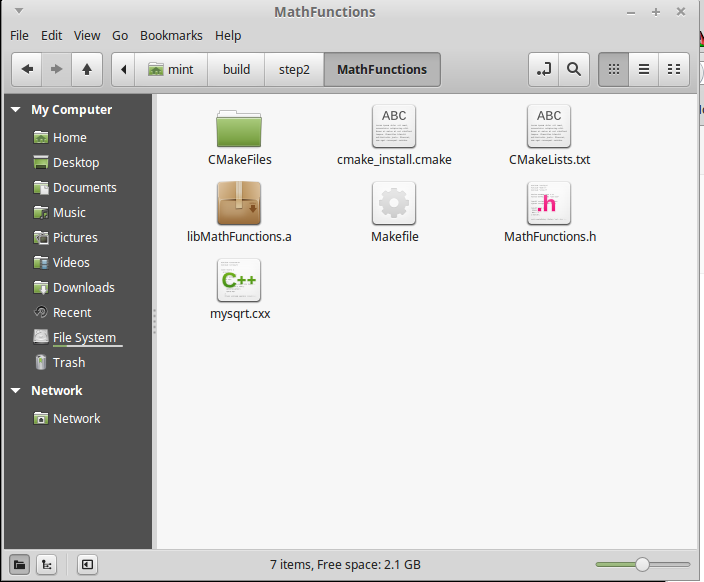 MathFunctions
File Edit View Go Bookmarks Help
mint build step2 MathFunctions
My Computer
Home
Desktop
Documents
Music
Pictures
Videos
Downloads
Recent
File System
Trash
Network
Network
CMakeFiles
ABC
cmake_install.cmake
ABC
CMakeLists.txt
libMathFunctions.a
Makefile
.h
MathFunctions.h
C++
mysqrt.cxx
7 items, Free space: 2.1 GB